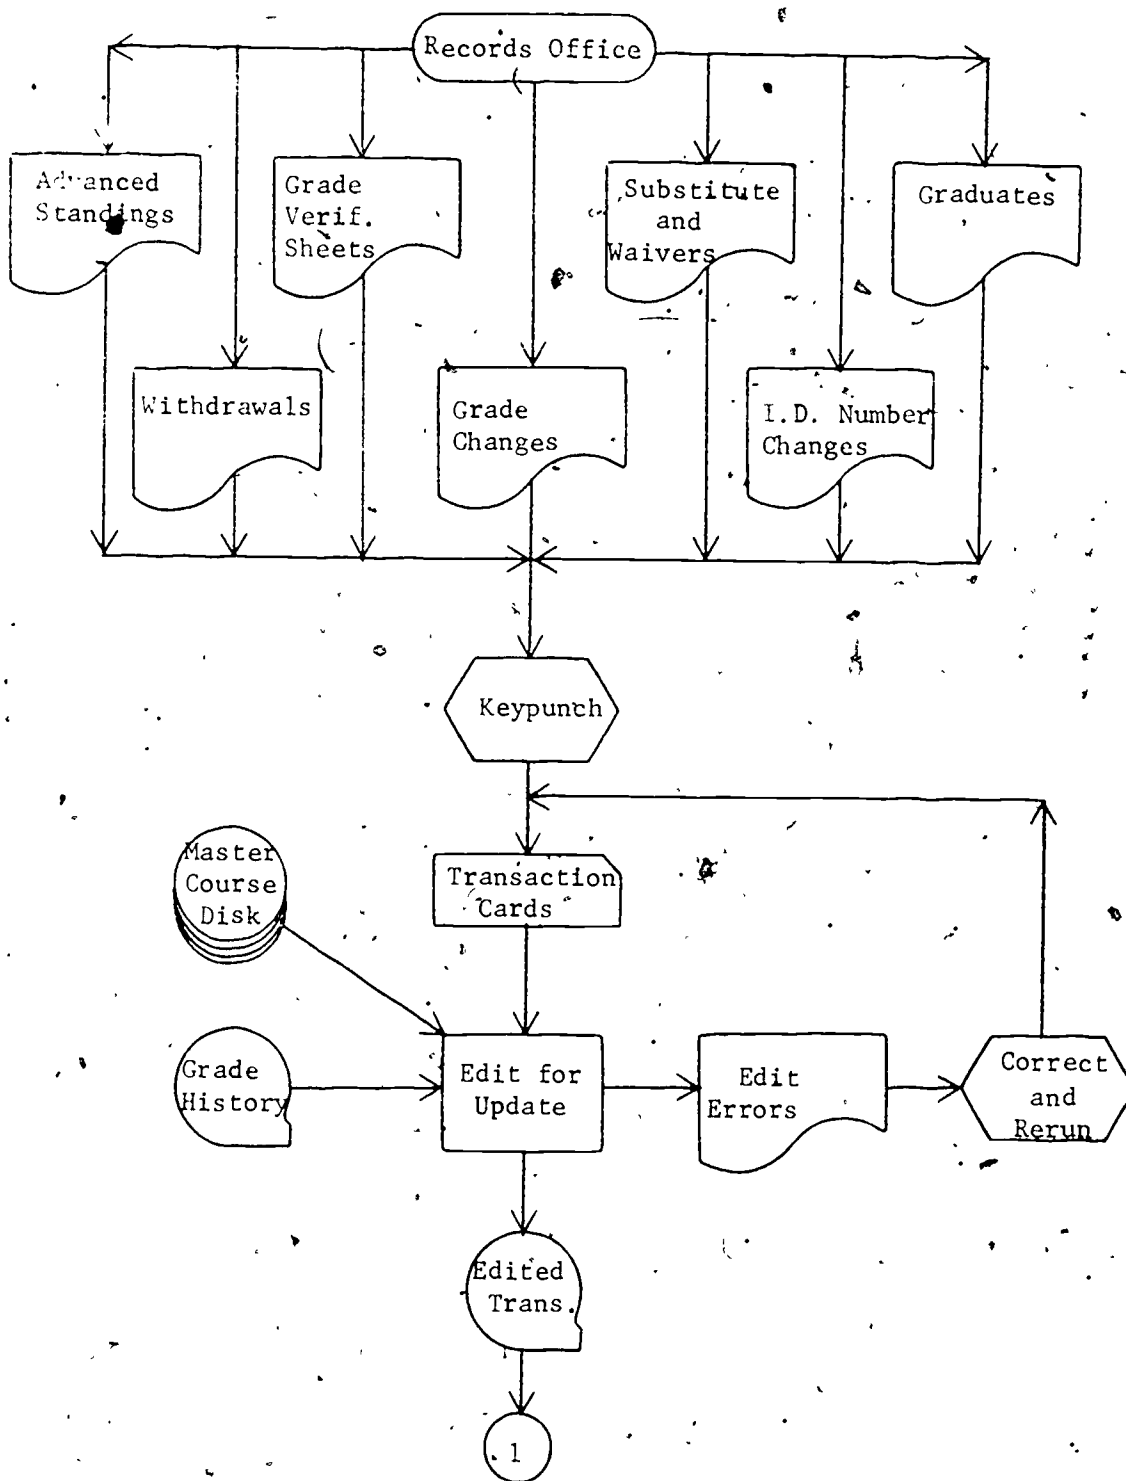 Records Office
Advanced
Standings
Grade
Verif.
Sheets
Substitute
and
Waivers
Graduates
Withdrawals
Grade
Changes
I.D. Number
Changes
Keypunch
Master
Course
Disk
Transaction
Cards
Grade
History
Edit for
Update
Edit
Errors
Correct
and
Rerun
Edited
Trans.
1